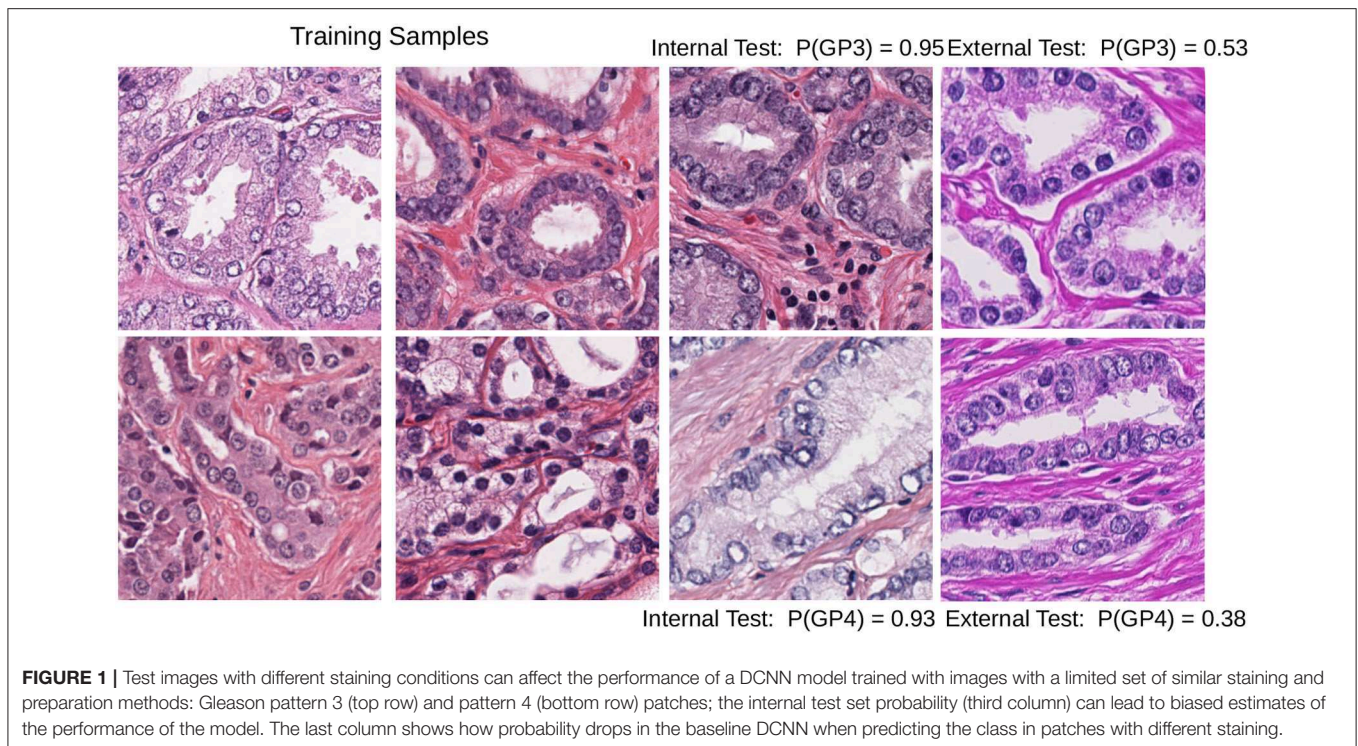 Training Samples
Internal Test:  P(GP3) = 0.95 External Test:  P(GP3) = 0.53
Internal Test:  P(GP4) = 0.93  External Test:  P(GP4) = 0.38
FIGURE 1 | Test images with different staining conditions can affect the performance of a DCNN model trained with images with a limited set of similar staining and
preparation methods: Gleason pattern 3 (top row) and pattern 4 (bottom row) patches; the internal test set probability (third column) can lead to biased estimates of
the performance of the model. The last column shows how probability drops in the baseline DCNN when predicting the class in patches with different staining.